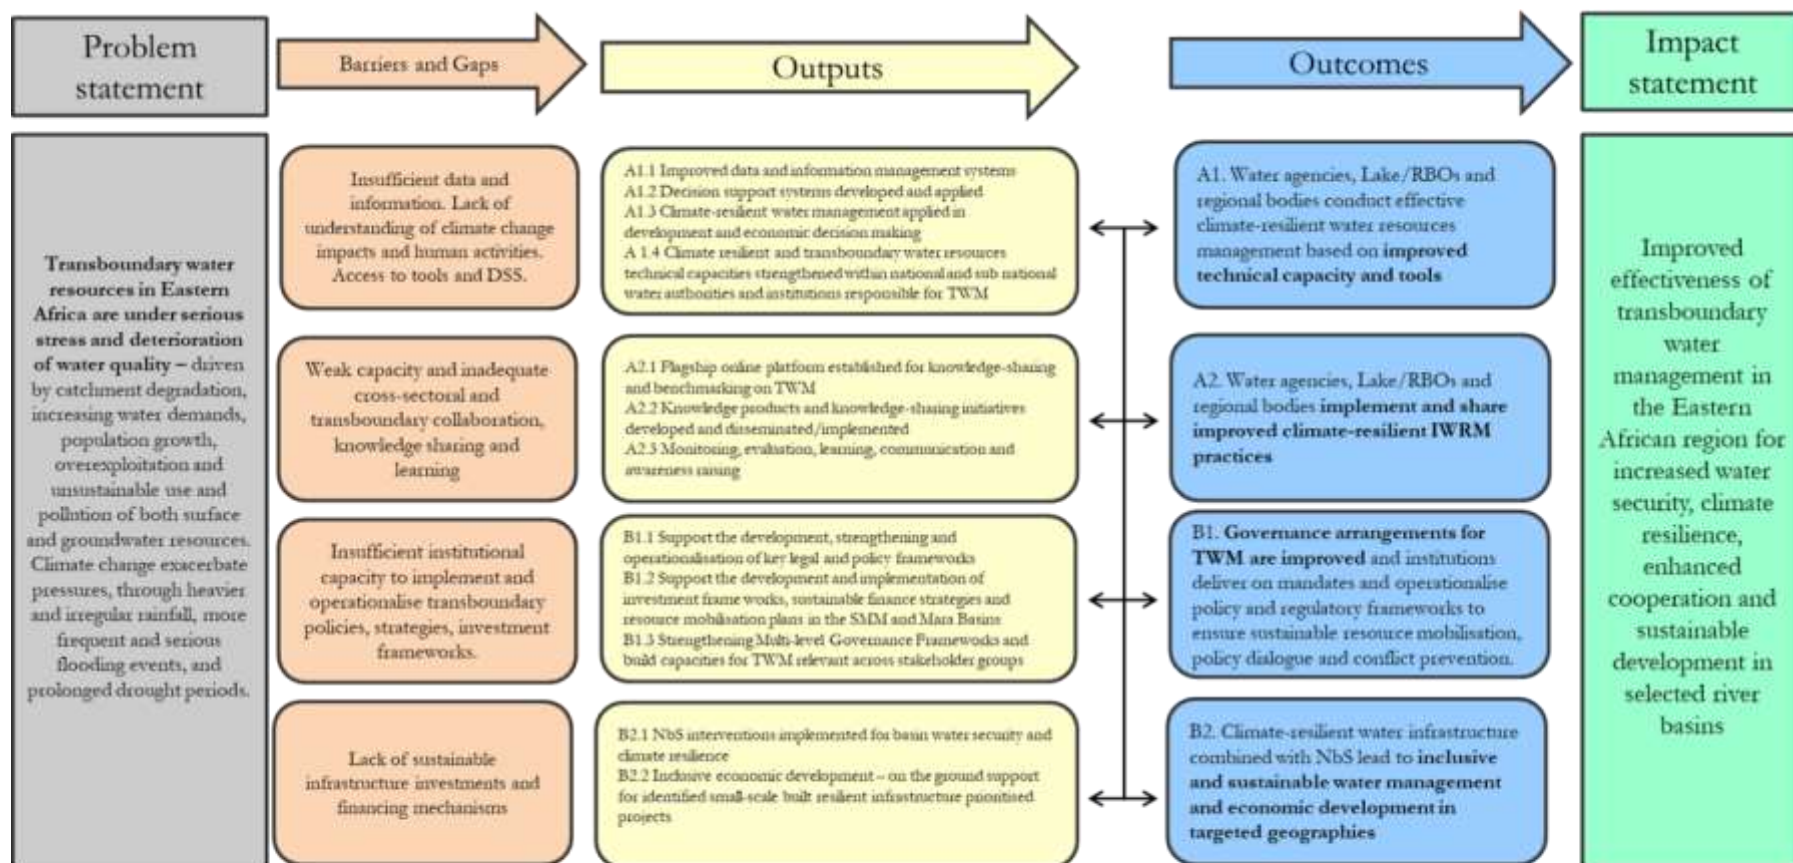 Problem
statement
Barriers and Gaps
Outputs
Outcomes
Impact
statement
Transboundary water
resources in Eastern
Africa are under serious
stress and deterioration
of water quality – driven
by catchment degradation,
increasing water demands,
population growth,
overexploitation and
unsustainable use and
pollution of both surface
and groundwater resources.
Climate change exacerbate
pressures, through heavier
and irregular rainfall, more
frequent and serious
flooding events, and
prolonged drought periods.
Insufficient data and
information. Lack of
understanding of climate change
impacts and human activities.
Access to tools and DSS.
Weak capacity and inadequate
cross-sectoral and
transboundary collaboration,
knowledge sharing and
learning
Insufficient institutional
capacity to implement and
operationalise transboundary
policies, strategies, investment
frameworks.
Lack of sustainable
infrastructure investments and
financing mechanisms
A1.1 Improved data and information management systems
A1.2 Decision support systems developed and applied
A1.3 Climate-resilient water management applied in
development and economic decision making
A 1.4 Climate resilient and transboundary water resources
technical capacities strengthened within national and sub national
water authorities and institutions responsible for TWM
A2.1 Flagship online platform established for knowledge-sharing
and benchmarking on TWM
A2.2 Knowledge products and knowledge-sharing initiatives
developed and disseminated/implemented
A2.3 Monitoring, evaluation, learning, communication and
awareness raising
B1.1 Support the development, strengthening and
operationalisation of key legal and policy frameworks
B1.2 Support the development and implementation of
investment frame works, sustainable finance strategies and
resource mobilisation plans in the SMM and Mara Basins
B1.3 Strengthening Multi-level Governance Frameworks and
build capacities for TWM relevant across stakeholder groups
B2.1 NbS interventions implemented for basin water security and
climate resilience
B2.2 Inclusive economic development – on the ground support
for identified small-scale built resilient infrastructure prioritised
projects
A1. Water agencies, Lake/RBOs and
regional bodies conduct effective
climate-resilient water resources
management based on improved
technical capacity and tools
A2. Water agencies, Lake/RBOs and
regional bodies implement and share
improved climate-resilient IWRM
practices
B1. Governance arrangements for
TWM are improved and institutions
deliver on mandates and operationalise
policy and regulatory frameworks to
ensure sustainable resource mobilisation,
policy dialogue and conflict prevention.
B2. Climate-resilient water infrastructure
combined with NbS lead to inclusive
and sustainable water management
and economic development in
targeted geographies
Improved
effectiveness of
transboundary
water
management in
the Eastern
African region for
increased water
security, climate
resilience,
enhanced
cooperation and
sustainable
development in
selected river
basins